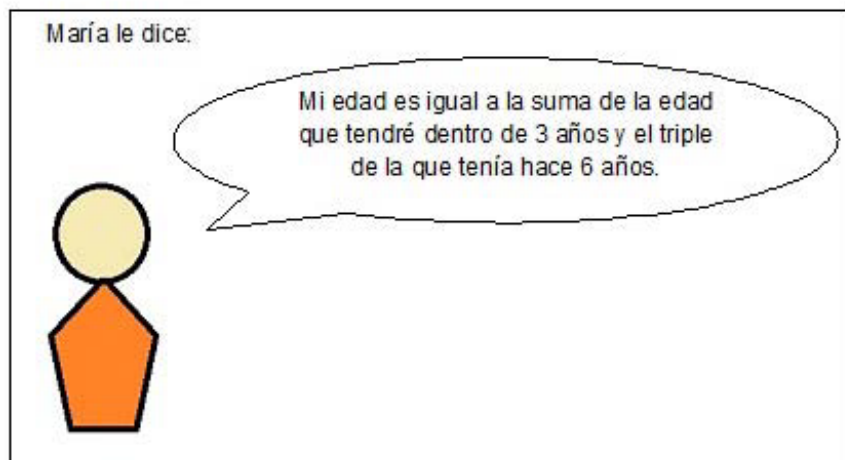 María le dice:
Mi edad es igual a la suma de la edad
que tendré dentro de 3 años y el triple
de la que tenía hace 6 años.